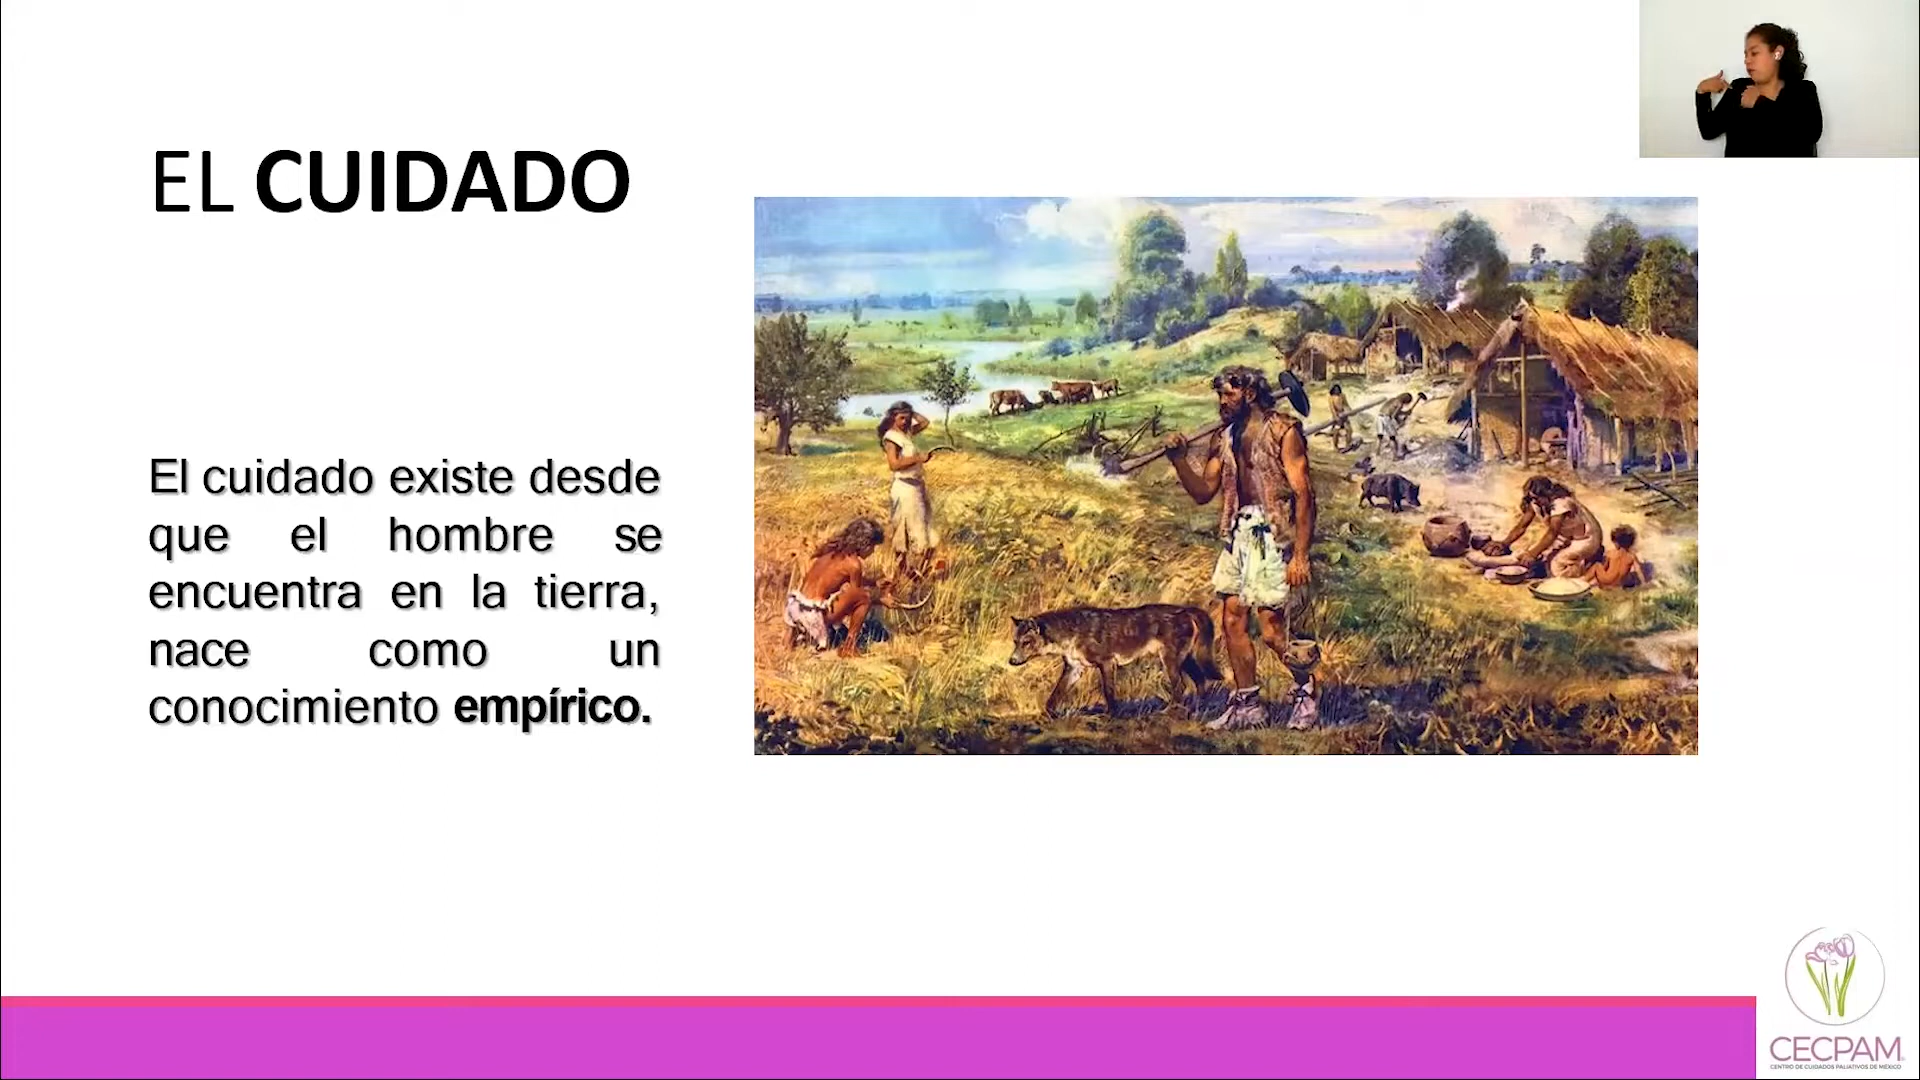 EL CUIDADO
El cuidado existe desde
que el hombre se
encuentra en la tierra,
nace como un
conocimiento empírico.
CECPAM
CENTRO DE CUIDADOS PALIATIVOS DE MÉXICO